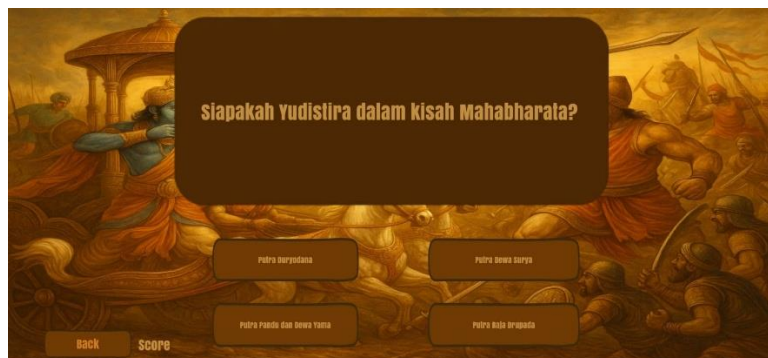 Siapakah Yudistira dalam kisah Mahabharata?
Putra Duryodana
Putra Dewa Surya
Putra Pandu dan Dewa Yama
Putra Raja Drupada
Back
Score